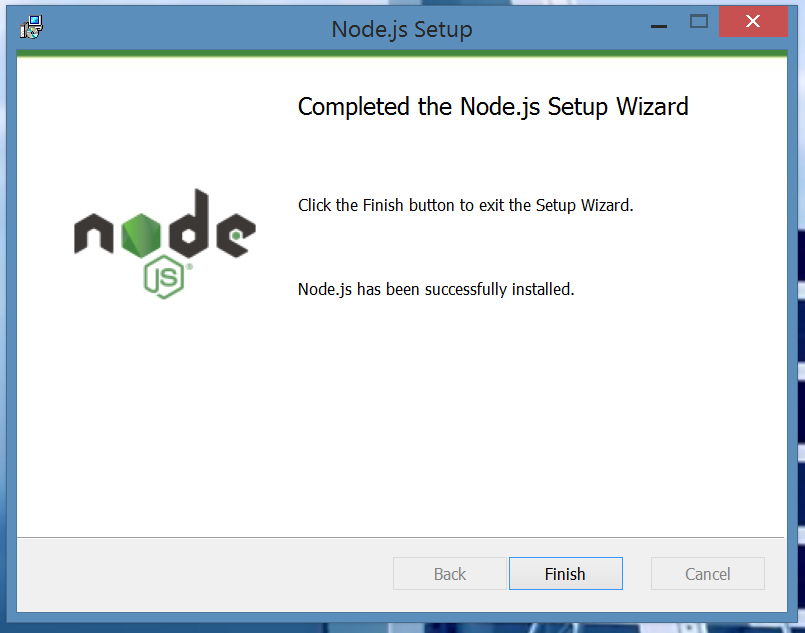 Node.js Setup
Completed the Node.js Setup Wizard
Click the Finish button to exit the Setup Wizard.
node
JS®
Node.js has been successfully installed.
Back
Finish
Cancel